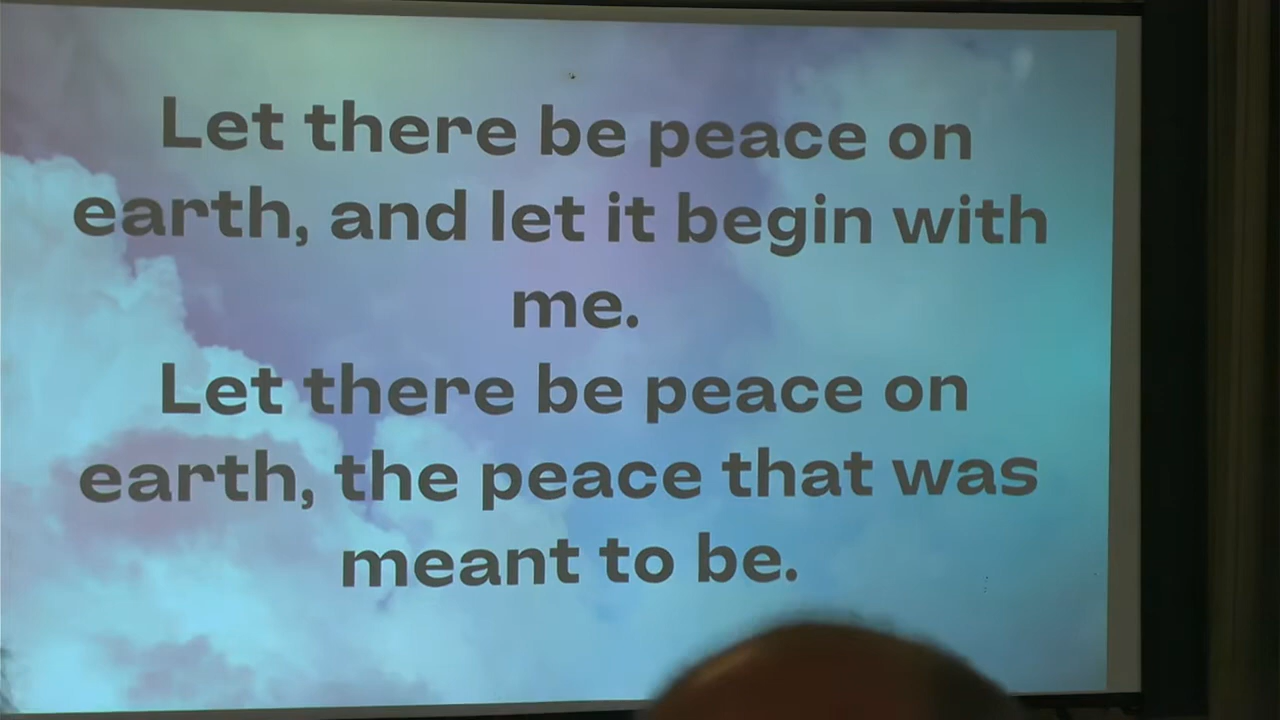 Let there be peace on
earth, and let it begin with
me.
Let there be peace on
earth, the peace that was
meant to be.